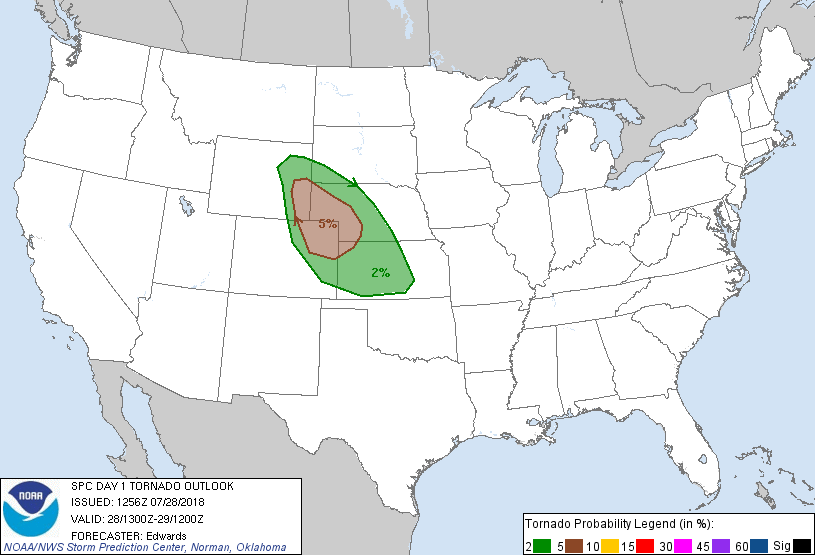 5%
2%
NOAA
SPC DAY 1 TORNADO OUTLOOK
ISSUED: 1256Z 07/28/2018
VALID: 28/1300Z-29/1200Z
FORECASTER: Edwards
NOAA/NWS Storm Prediction Center, Norman, Oklahoma
Tornado Probability Legend (in %):
2 5 10 15 30 45 60 Sig